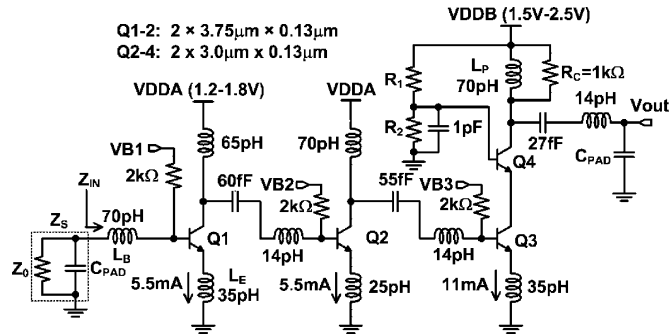 Q1-2: 2 × 3.75μm × 0.13μm
Q2-4: 2 x 3.0μm x 0.13μm
VDDB (1.5V-2.5V)
VDDA (1.2-1.8V)
VDDA
R1
LP
70pH
RC=1kΩ
14pH
Vout
65pH
70pH
R2
1pF
27fF
CPAD
VB1
2kΩ
60fF
VB2
2kΩ
55fF
VB3
2kΩ
Q4
ZIN
ZS
70pH
LB
Q1
14pH
Q2
14pH
Q3
Z0
CPAD
5.5mA
LE
35pH
5.5mA
25pH
11mA
35pH